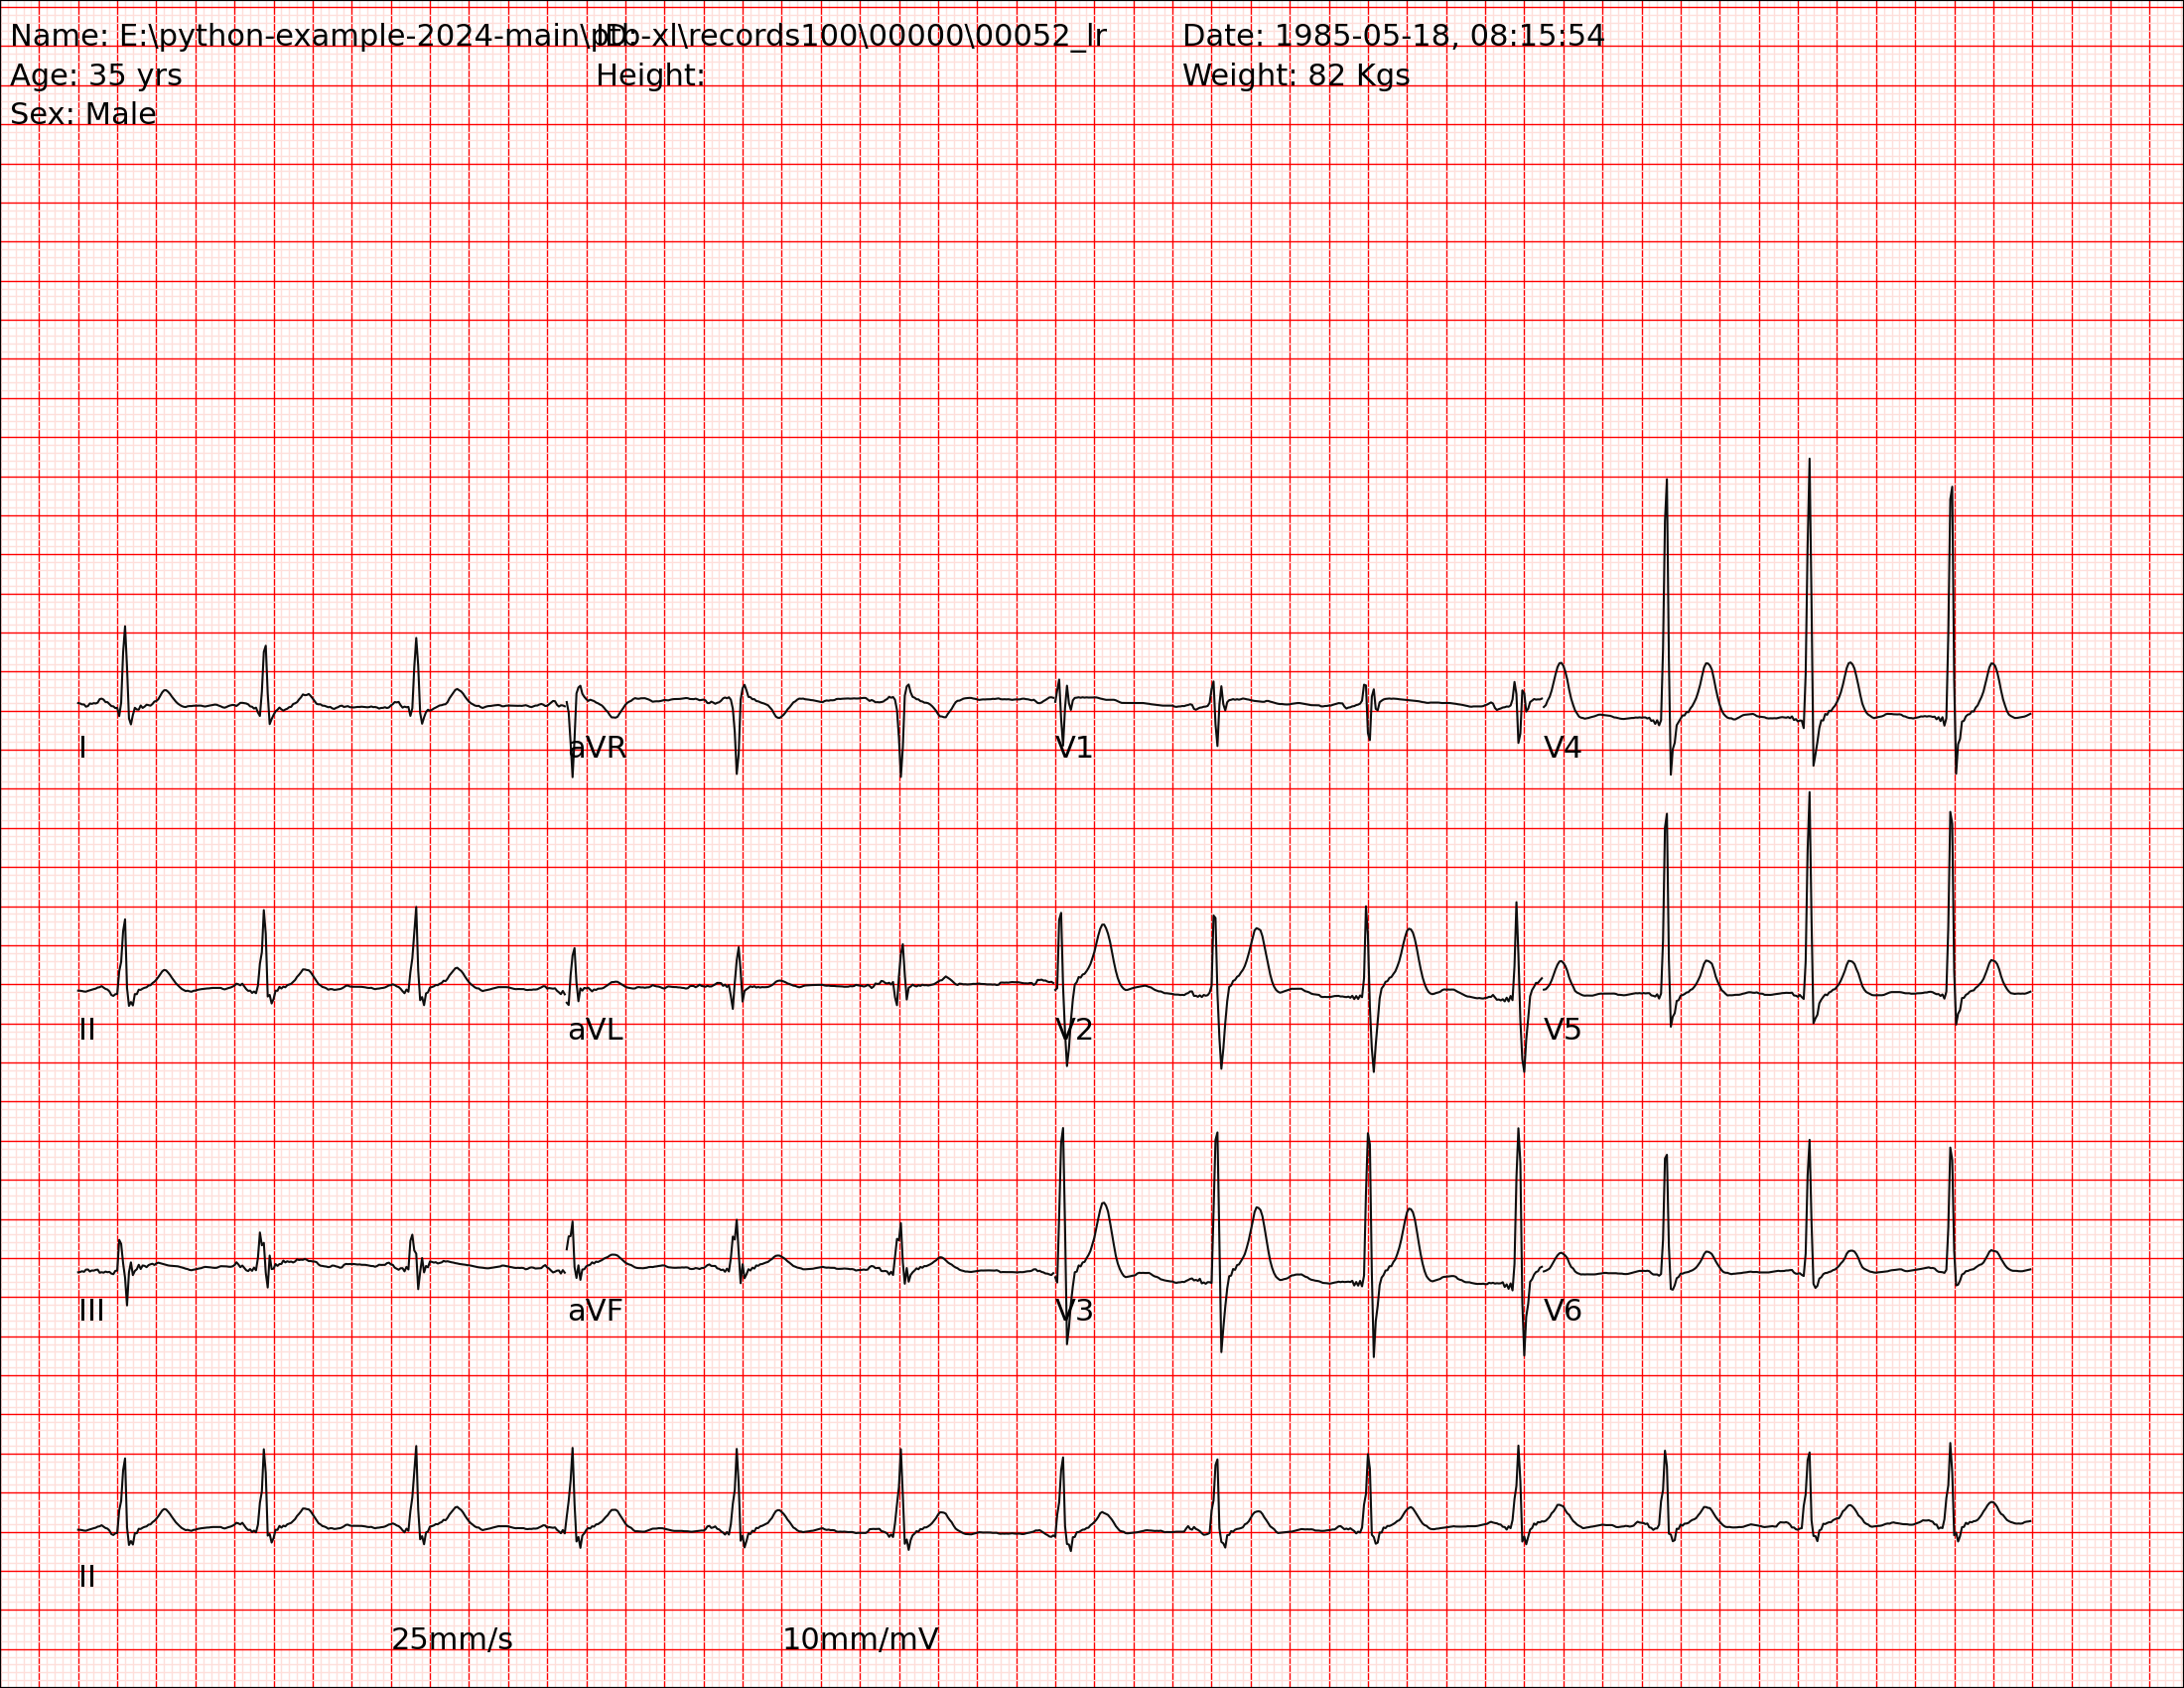 Name: E:\python-example-2024-main\ptb-xl\records100\00000\00052_lr ID: Date: 1985-05-18, 08:15:54
Age: 35 yrs Height: Weight: 82 Kgs
Sex: Male
I aVR V1 V4
II aVL V2 V5
III aVF V3 V6
II
25mm/s 10mm/mV